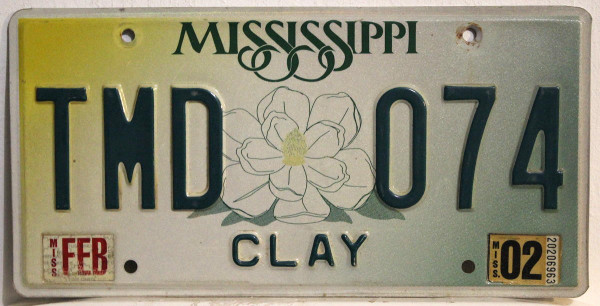 MISSISSIPPI
TMD 074
CLAY
MISS FEB
MISS. 02 20206963